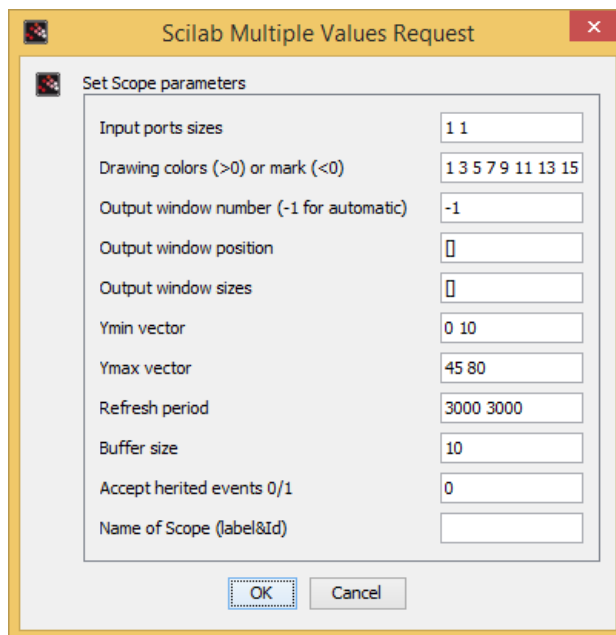 Scilab Multiple Values Request
Set Scope parameters
Input ports sizes 1 1
Drawing colors (>0) or mark (<0) 1 3 5 7 9 11 13 15
Output window number (-1 for automatic) -1
Output window position []
Output window sizes []
Ymin vector 0 10
Ymax vector 45 80
Refresh period 3000 3000
Buffer size 10
Accept herited events 0/1 0
Name of Scope (label&Id)
OK Cancel